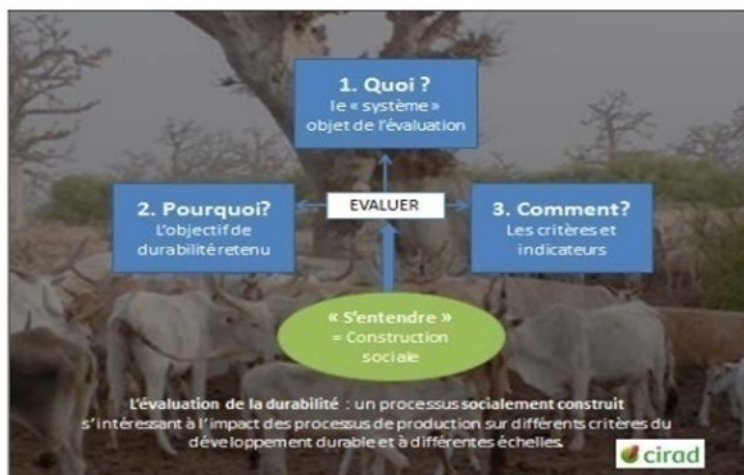 1. Quoi ?
le « système »
objet de l'évaluation
EVALUER
2. Pourquoi?
L'objectif de
durabilité retenu
3. Comment?
Les critères et
indicateurs
« S'entendre »
= Construction
sociale
L'évaluation de la durabilité : un processus socialement construit
s'intéressant à l'impact des processus de production sur différents critères du
développement durable et à différentes échelles.
cirad